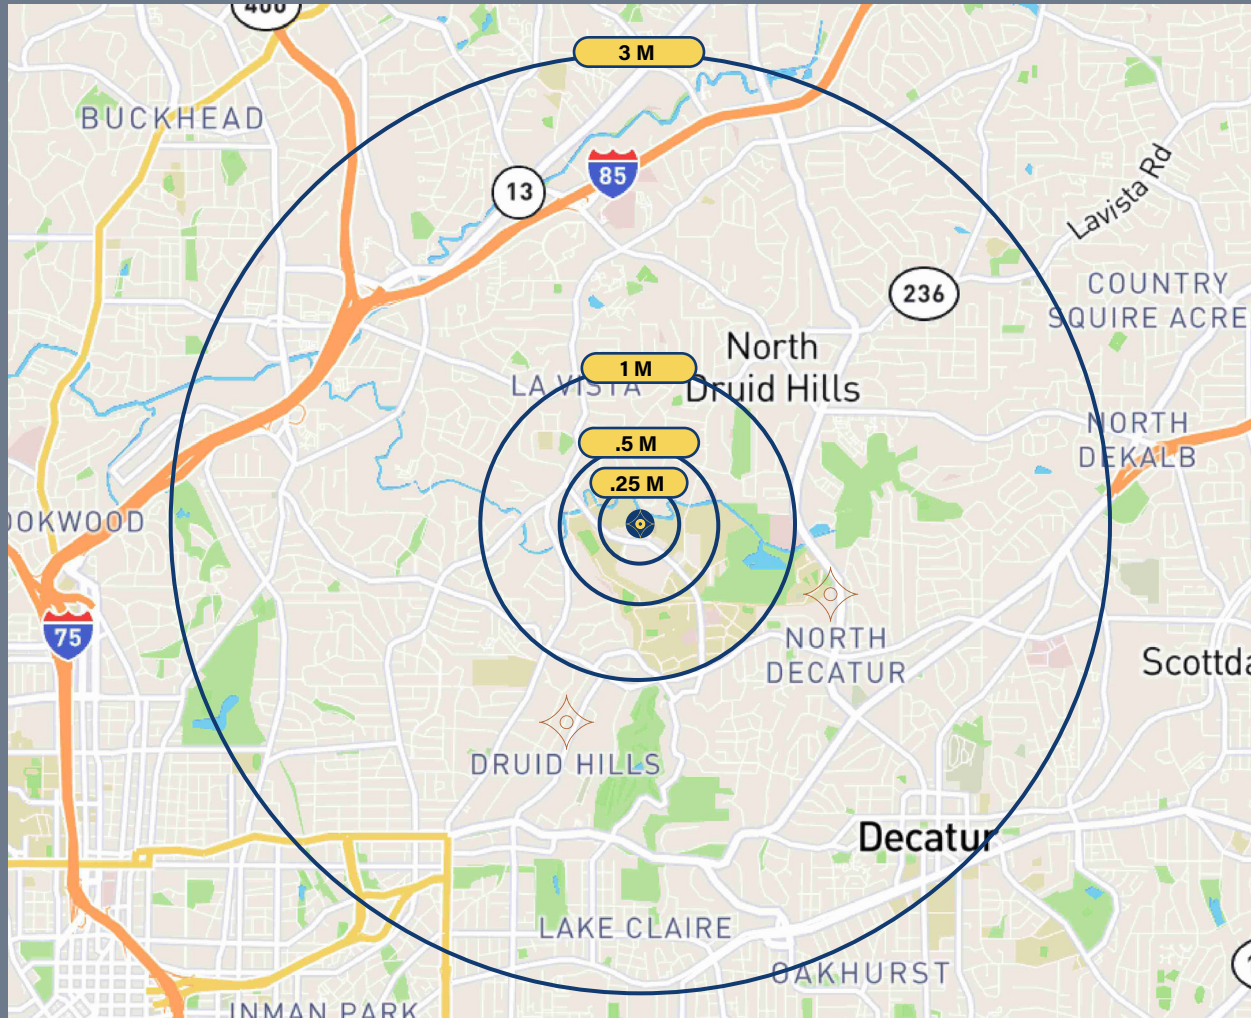 400
3 M
BUCKHEAD
85
13
Lavista Rd
236
COUNTRY
SQUIRE ACRE
North
Druid Hills
1 M
LA VISTA
.5 M
NORTH
DEKALB
.25 M
OOKWOOD
75
NORTH
DECATUR
Scottda
DRUID HILLS
Decatur
LAKE CLAIRE
OAKHURST
INMAN PARK